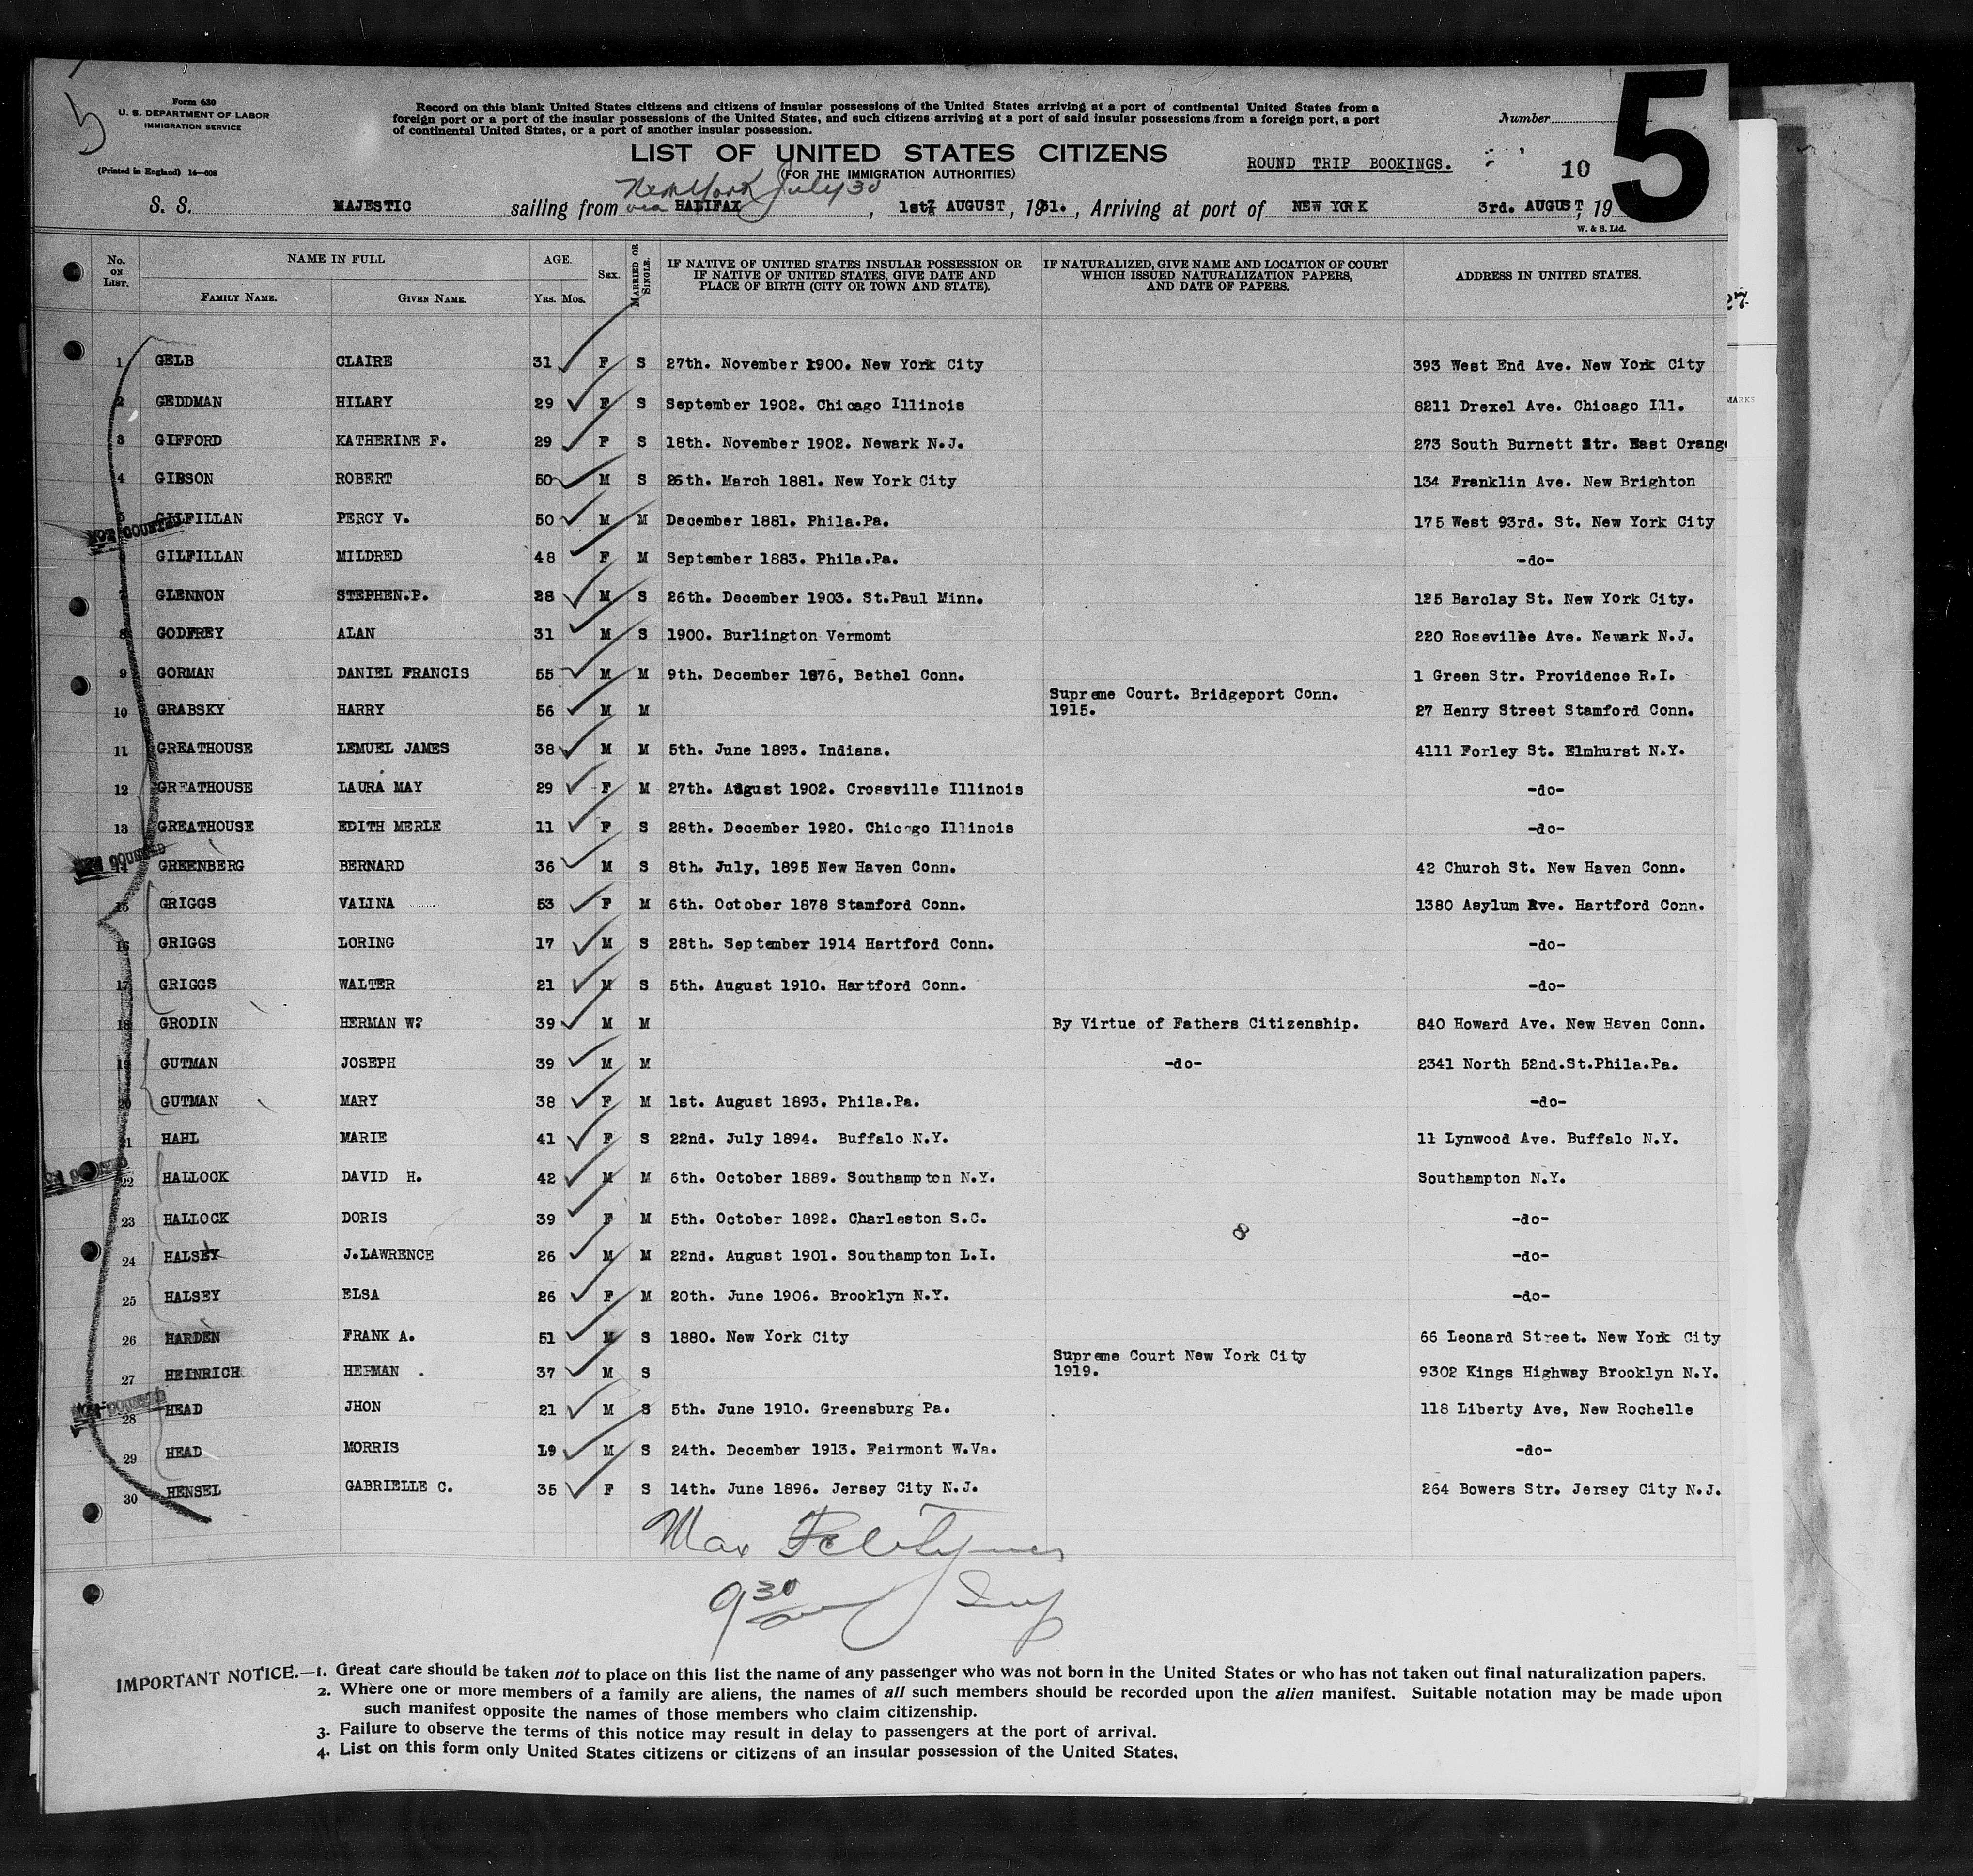 Form 630
U. S. DEPARTMENT OF LABOR
IMMIGRATION SERVICE
(Printed in England) 14—608
5
Record on this blank United States citizens and citizens of insular possessions of the United States arriving at a port of continental United States from a
foreign port or a port of the insular possessions of the United States, and such citizens arriving at a port of said insular possessions from a foreign port, a port
of continental United States, or a port of another insular possession.
Number
5
LIST OF UNITED STATES CITIZENS
(FOR THE IMMIGRATION AUTHORITIES)
ROUND TRIP BOOKINGS.
10
New York July 30
S. S. MAJESTIC sailing from via HALIFAX, 1st AUGUST, 1931., Arriving at port of NEW YORK 3rd. AUGUST, 19
W. & S. Ltd.
No. ON LIST. NAME IN FULL FAMILY NAME. GIVEN NAME. AGE. YRS. MOS. SEX. MARRIED OR SINGLE. IF NATIVE OF UNITED STATES INSULAR POSSESSION OR IF NATIVE OF UNITED STATES, GIVE DATE AND PLACE OF BIRTH (CITY OR TOWN AND STATE). IF NATURALIZED, GIVE NAME AND LOCATION OF COURT WHICH ISSUED NATURALIZATION PAPERS, AND DATE OF PAPERS. ADDRESS IN UNITED STATES.
27
MARKS
1 GELB CLAIRE 31 F S 27th. November 1900. New York City 393 West End Ave. New York City
2 GEDDMAN HILARY 29 F S September 1902. Chicago Illinois 8211 Drexel Ave. Chicago Ill.
3 GIFFORD KATHERINE F. 29 F S 18th. November 1902. Newark N.J. 273 South Burnett Str. East Orange
4 GIBSON ROBERT 50 M S 26th. March 1881. New York City 134 Franklin Ave. New Brighton
5 GILFILLAN PERCY V. 50 M M December 1881. Phila.Pa. 175 West 93rd. St. New York City
NOT COUNTED
GILFILLAN MILDRED 48 F M September 1883. Phila.Pa. -do-
GLENNON STEPHEN.P. 28 M S 26th. December 1903. St.Paul Minn. 125 Barclay St. New York City.
8 GODFREY ALAN 31 M S 1900. Burlington Vermomt 220 Roseville Ave. Newark N.J.
9 GORMAN DANIEL FRANCIS 55 M M 9th. December 1876, Bethel Conn. 1 Green Str. Providence R.I.
10 GRABSKY HARRY 56 M M Supreme Court. Bridgeport Conn. 1915. 27 Henry Street Stamford Conn.
11 GREATHOUSE LEMUEL JAMES 38 M M 5th. June 1893. Indiana. 4111 Forley St. Elmhurst N.Y.
12 GREATHOUSE LAURA MAY 29 F M 27th. August 1902. Crossville Illinois -do-
13 GREATHOUSE EDITH MERLE 11 F S 28th. December 1920. Chicago Illinois -do-
NOT COUNTED
14 GREENBERG BERNARD 36 M S 8th. July, 1895 New Haven Conn. 42 Church St. New Haven Conn.
15 GRIGGS VALINA 53 F M 6th. October 1878 Stamford Conn. 1380 Asylum Ave. Hartford Conn.
16 GRIGGS LORING 17 M S 28th. September 1914 Hartford Conn. -do-
17 GRIGGS WALTER 21 M S 5th. August 1910. Hartford Conn. -do-
18 GRODIN HERMAN W? 39 M M By Virtue of Fathers Citizenship. 840 Howard Ave. New Haven Conn.
19 GUTMAN JOSEPH 39 M M -do- 2341 North 52nd.St.Phila.Pa.
20 GUTMAN MARY 38 F M 1st. August 1893. Phila.Pa. -do-
21 HAHL MARIE 41 F S 22nd. July 1894. Buffalo N.Y. 11 Lynwood Ave. Buffalo N.Y.
22 HALLOCK DAVID H. 42 M M 6th. October 1889. Southampton N.Y. Southampton N.Y.
23 HALLOCK DORIS 39 F M 5th. October 1892. Charleston S.C. -do-
8
24 HALSEY J.LAWRENCE 26 M M 22nd. August 1901. Southampton L.I. -do-
25 HALSEY ELSA 26 F M 20th. June 1906. Brooklyn N.Y. -do-
26 HARDEN FRANK A. 51 M S 1880. New York City 66 Leonard Street. New York City
27 HEINRICH HERMAN . 37 M S Supreme Court New York City 1919. 9302 Kings Highway Brooklyn N.Y.
28 HEAD JHON 21 M S 5th. June 1910. Greensburg Pa. 118 Liberty Ave, New Rochelle
29 HEAD MORRIS 19 M S 24th. December 1913. Fairmont W.Va. -do-
30 HENSEL GABRIELLE C. 35 F S 14th. June 1896. Jersey City N.J. 264 Bowers Str. Jersey City N.J.
Max
9 30
IMPORTANT NOTICE.—1. Great care should be taken not to place on this list the name of any passenger who was not born in the United States or who has not taken out final naturalization papers.
2. Where one or more members of a family are aliens, the names of all such members should be recorded upon the alien manifest. Suitable notation may be made upon
such manifest opposite the names of those members who claim citizenship.
3. Failure to observe the terms of this notice may result in delay to passengers at the port of arrival.
4. List on this form only United States citizens or citizens of an insular possession of the United States.